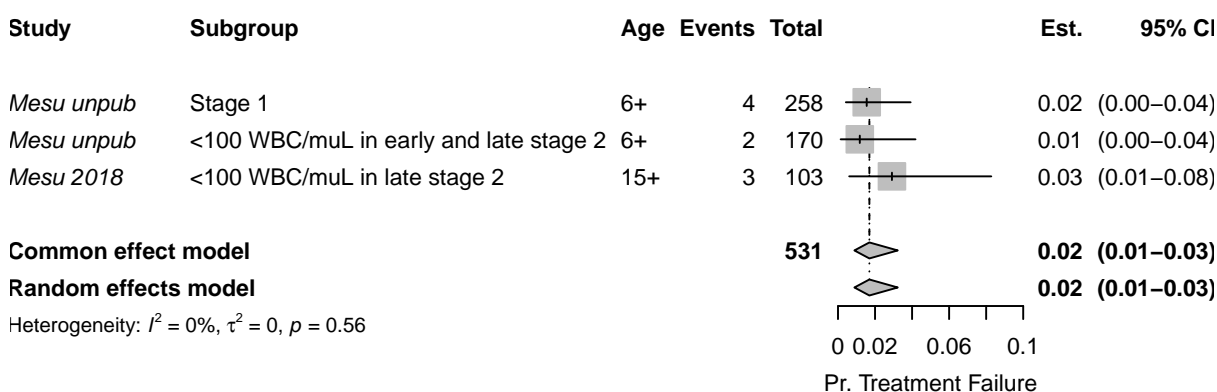 Study Subgroup Age Events Total Est. 95% CI
Mesu unpub Stage 1 6+ 4 258 0.02 (0.00−0.04)
Mesu unpub <100 WBC/muL in early and late stage 2 6+ 2 170 0.01 (0.00−0.04)
Mesu 2018 <100 WBC/muL in late stage 2 15+ 3 103 0.03 (0.01−0.08)
Common effect model 531 0.02 (0.01−0.03)
Random effects model 0.02 (0.01−0.03)
Heterogeneity: I² = 0%, τ² = 0, p = 0.56
0 0.02 0.06 0.1
Pr. Treatment Failure